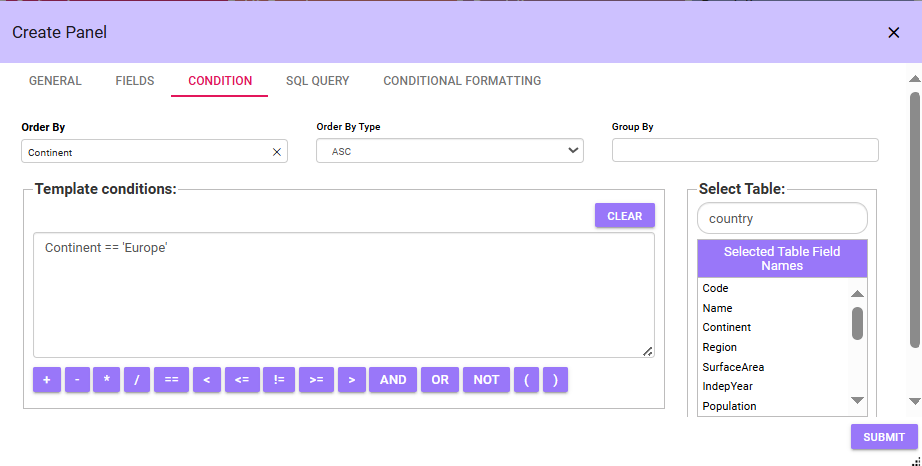 Create Panel
GENERAL FIELDS CONDITION SQL QUERY CONDITIONAL FORMATTING
Order By Order By Type Group By
Continent ASC
Template conditions: Select Table:
CLEAR country
Continent == 'Europe'
Selected Table Field
Names
Code
Name
Continent
Region
SurfaceArea
IndepYear
Population
+ - * / == < <= != >= > AND OR NOT ( )
SUBMIT